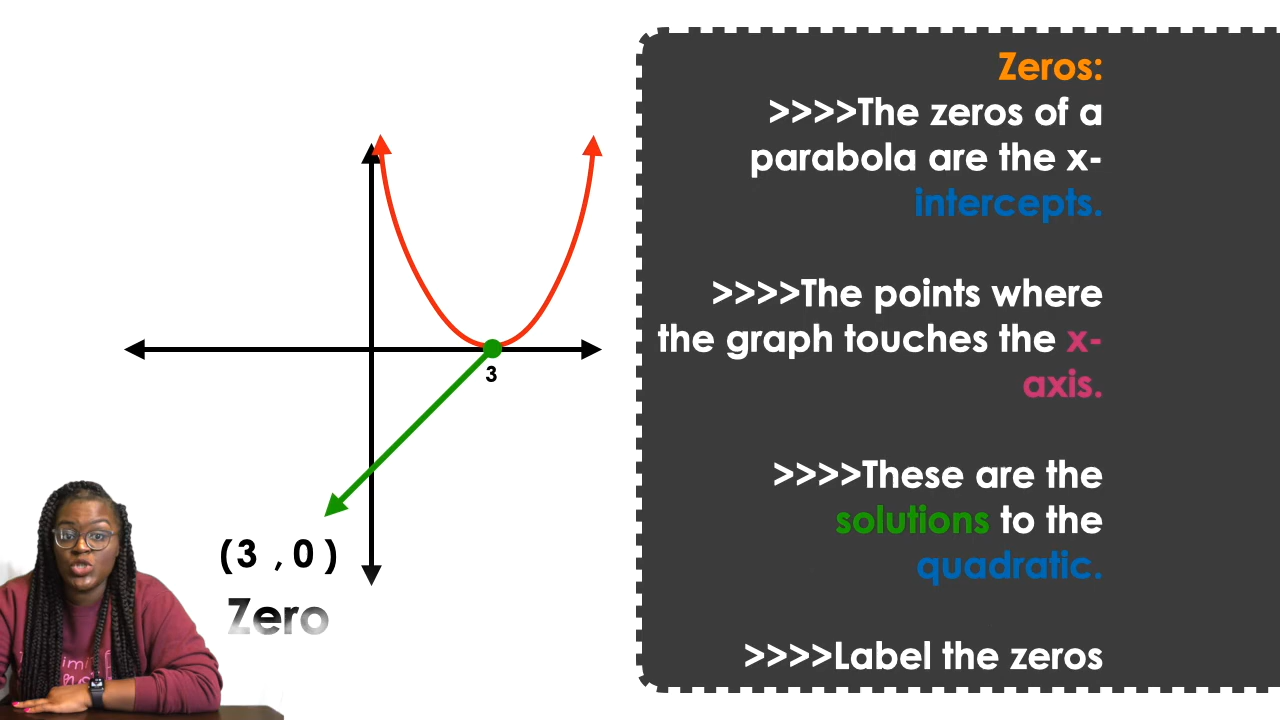 Zeros:
>>>>The zeros of a
parabola are the x-
intercepts.
>>>>The points where
the graph touches the x-
axis.
>>>>These are the
solutions to the
quadratic.
>>>>Label the zeros
3
(3 , 0 )
Zero